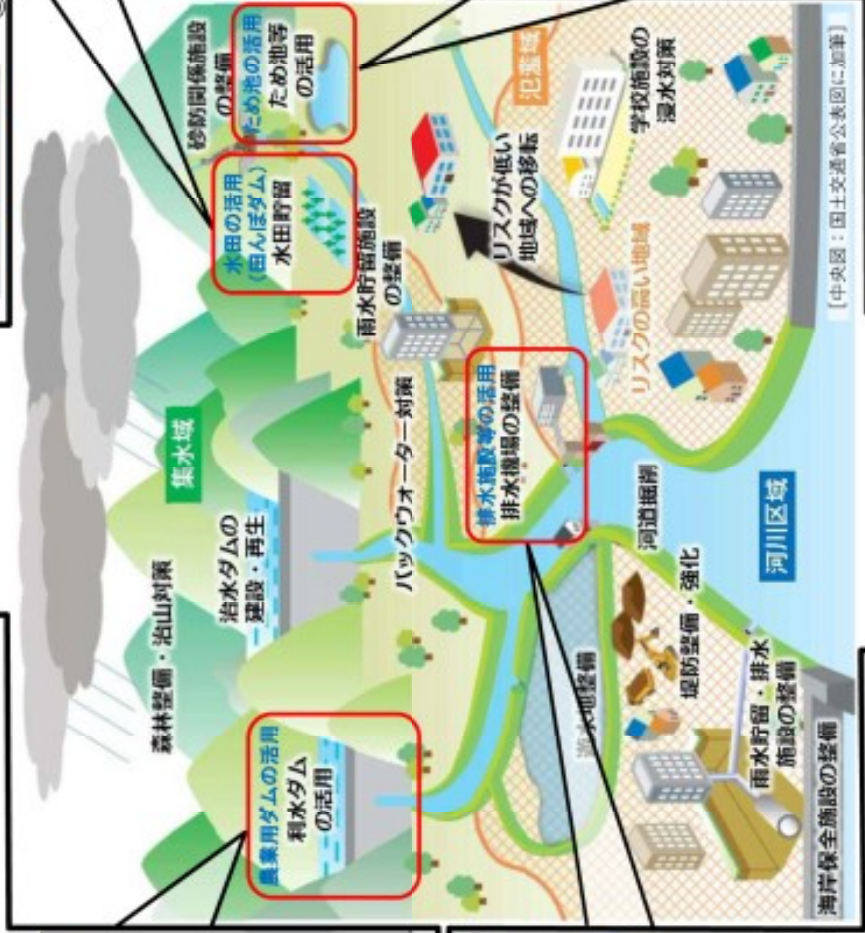 集水域
森林整備・治山対策
治水ダムの
建設・再生
農業用ダムの活用
利水ダム
の活用
砂防関係施設
の整備
ため池の活用
ため池等
の活用
水田の活用
(田んぼダム)
水田貯留
雨水貯留施設
の整備
バックウォーター対策
排水施設等の活用
排水機場の整備
氾濫域
リスクが低い
地域への移転
学校施設の
浸水対策
リスクの高い地域
遊水地整備
河道掘削
堤防整備・強化
河川区域
雨水貯留・排水
施設の整備
海岸保全施設の整備
[中央図:国土交通省公表図に加筆]